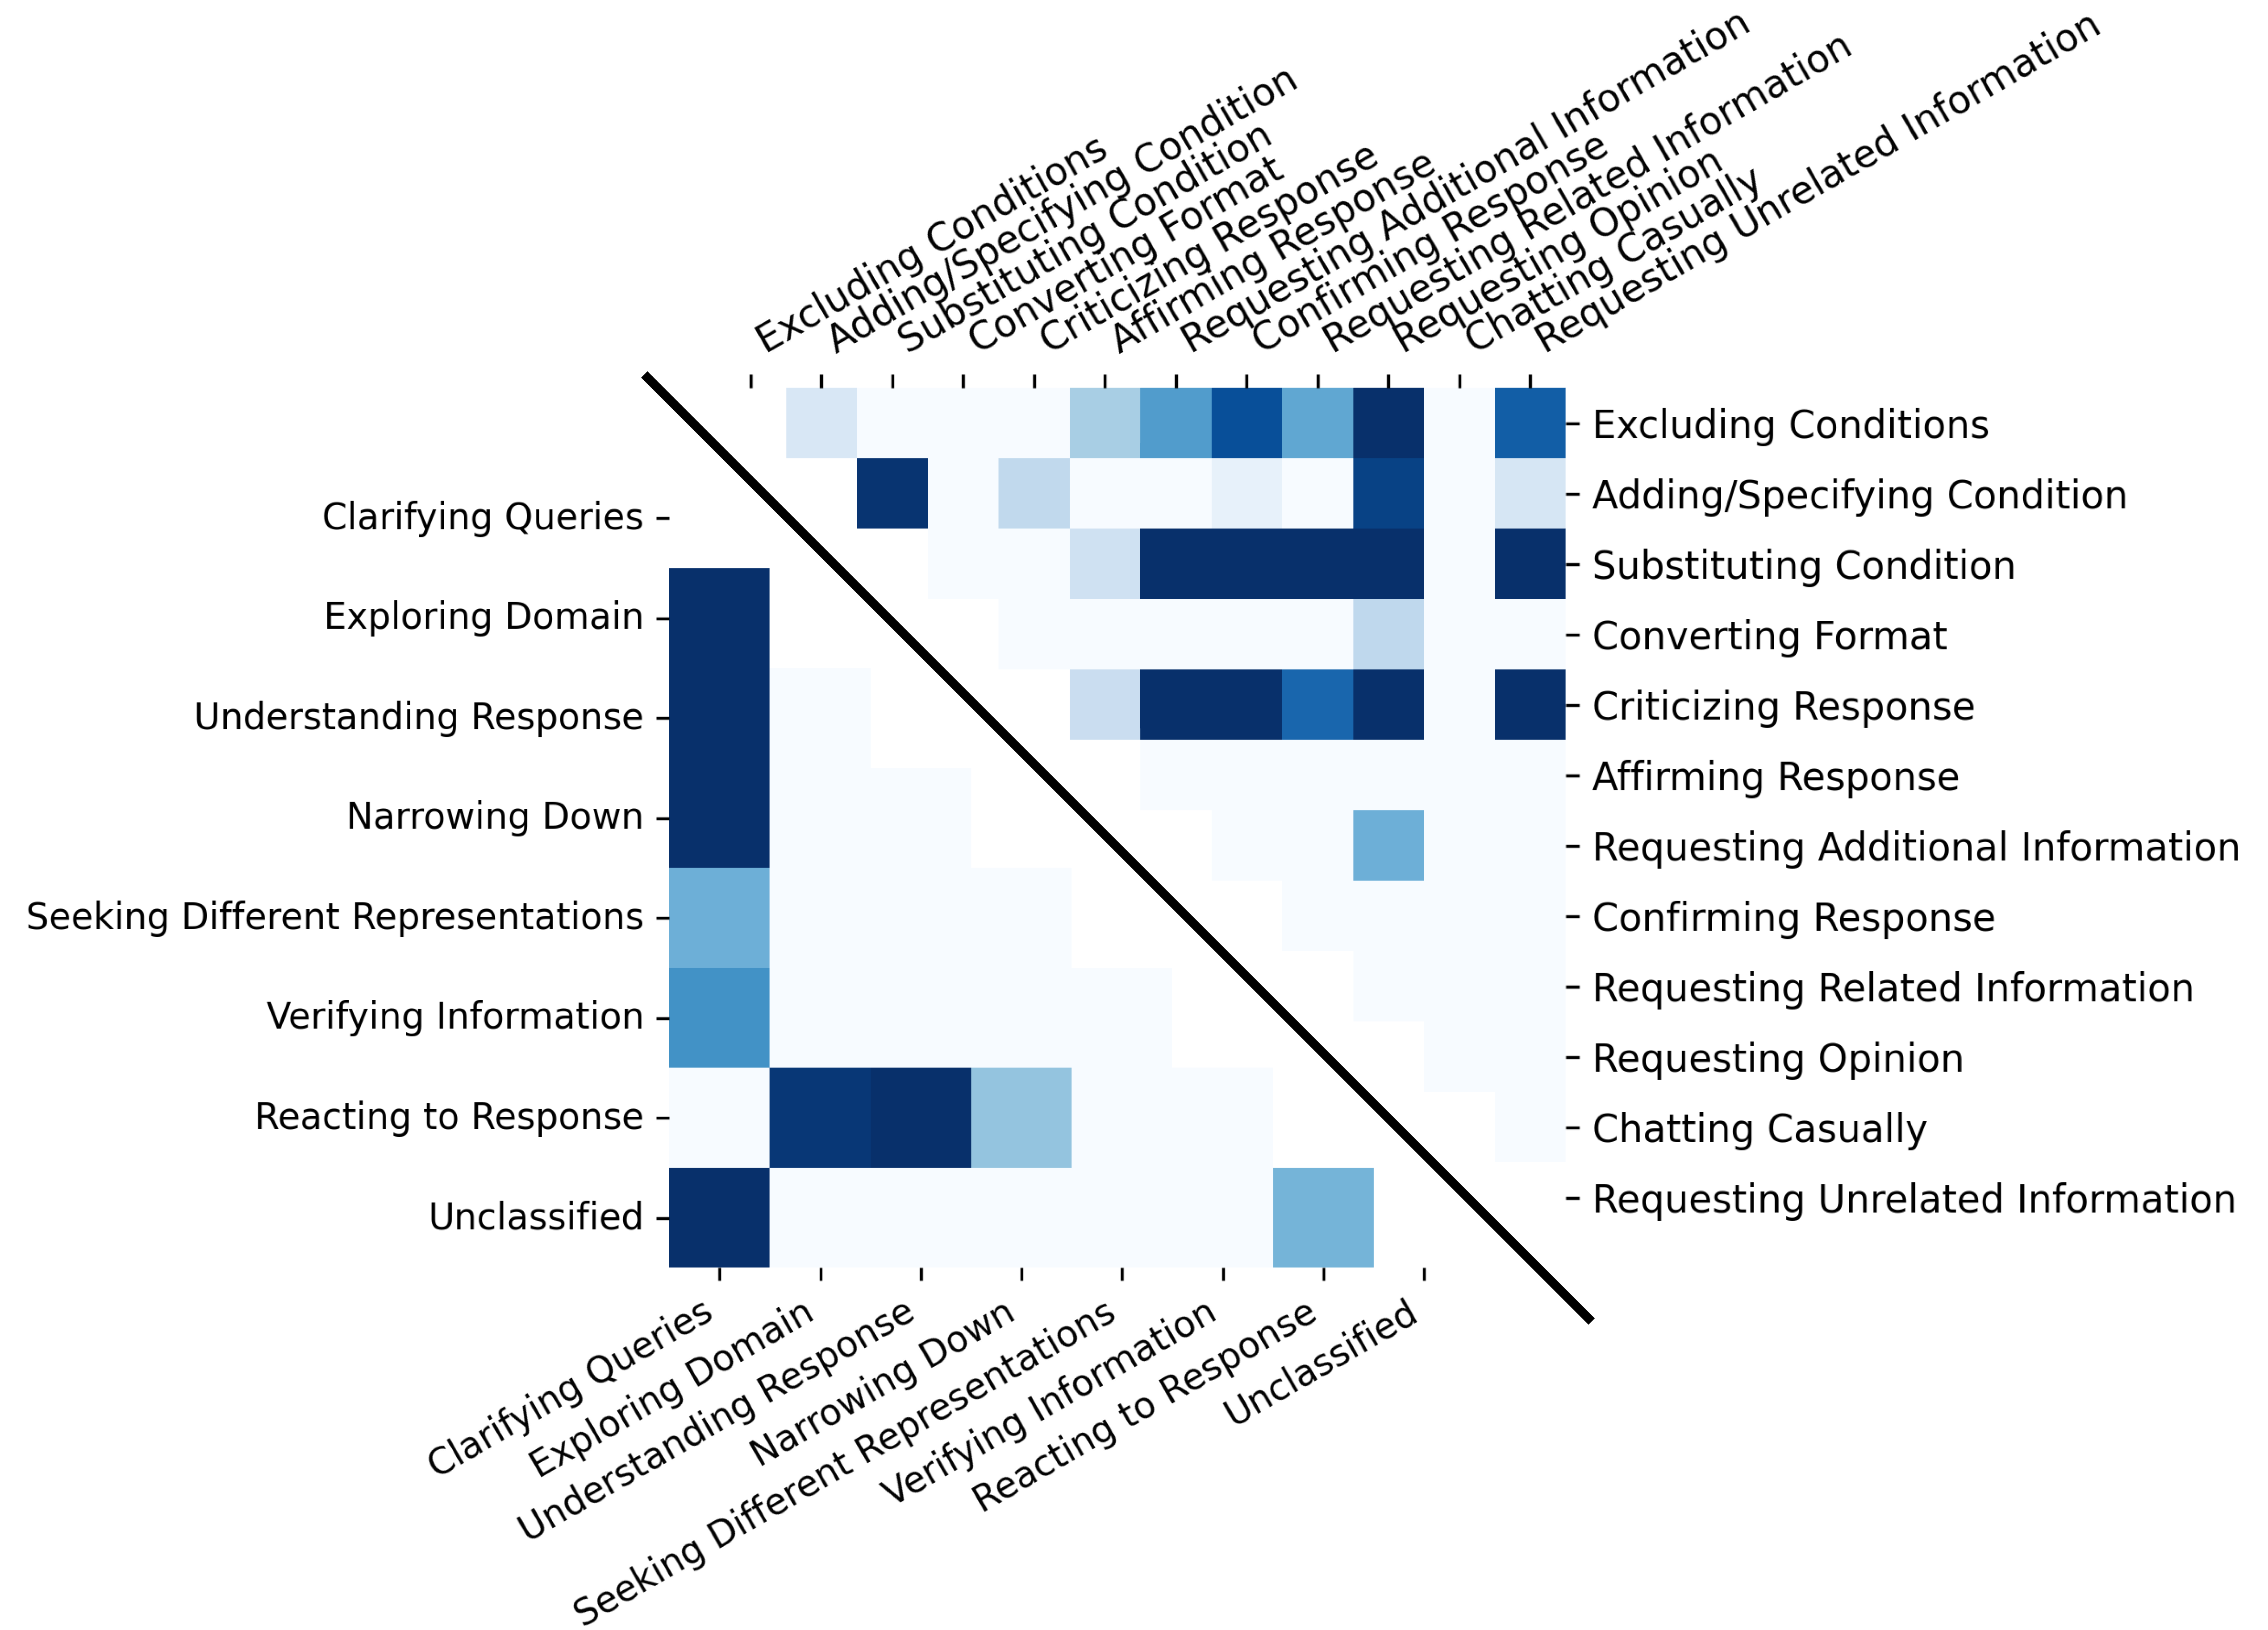 Excluding Conditions
Adding/Specifying Condition
Substituting Condition
Converting Format
Criticizing Response
Affirming Response
Requesting Additional Information
Confirming Response
Requesting Related Information
Requesting Opinion
Chatting Casually
Requesting Unrelated Information
Excluding Conditions
Adding/Specifying Condition
Substituting Condition
Converting Format
Criticizing Response
Affirming Response
Requesting Additional Information
Confirming Response
Requesting Related Information
Requesting Opinion
Chatting Casually
Requesting Unrelated Information
Clarifying Queries
Exploring Domain
Understanding Response
Narrowing Down
Seeking Different Representations
Verifying Information
Reacting to Response
Unclassified
Clarifying Queries
Exploring Domain
Understanding Response
Narrowing Down
Seeking Different Representations
Verifying Information
Reacting to Response
Unclassified